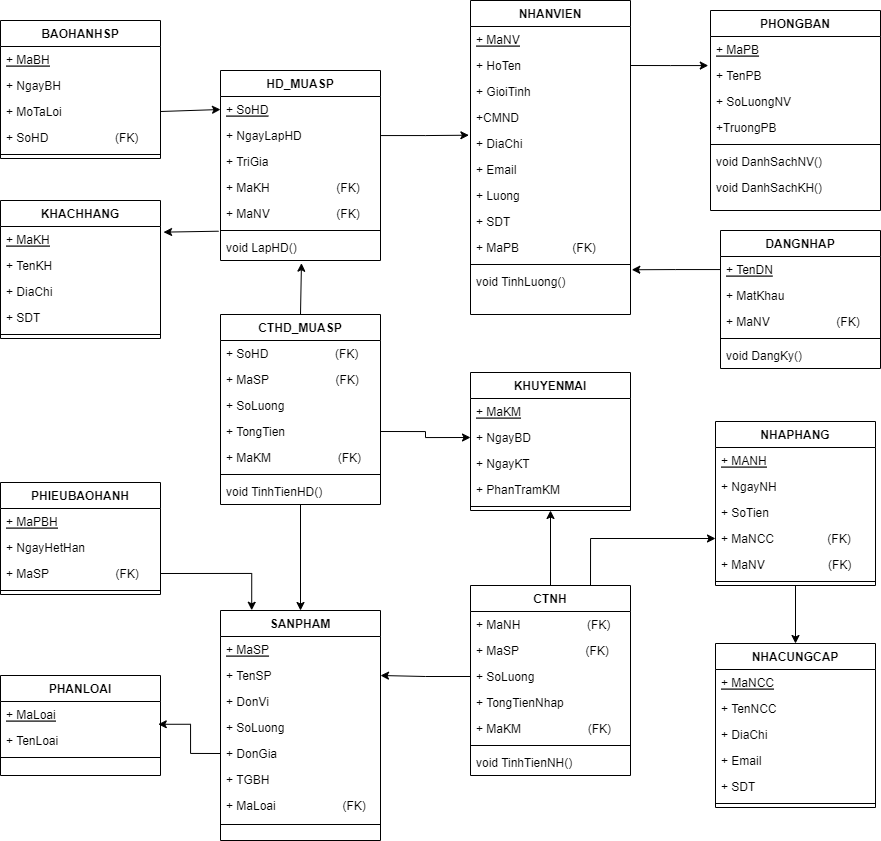 BAOHANHSP
+ MaBH
+ NgayBH
+ MoTaLoi
+ SoHD (FK)
HD_MUASP
+ SoHD
+ NgayLapHD
+ TriGia
+ MaKH (FK)
+ MaNV (FK)
void LapHD()
NHANVIEN
+ MaNV
+ HoTen
+ GioiTinh
+CMND
+ DiaChi
+ Email
+ Luong
+ SDT
+ MaPB (FK)
void TinhLuong()
PHONGBAN
+ MaPB
+ TenPB
+ SoLuongNV
+TruongPB
void DanhSachNV()
void DanhSachKH()
KHACHHANG
+ MaKH
+ TenKH
+ DiaChi
+ SDT
DANGNHAP
+ TenDN
+ MatKhau
+ MaNV (FK)
void DangKy()
CTHD_MUASP
+ SoHD (FK)
+ MaSP (FK)
+ SoLuong
+ TongTien
+ MaKM (FK)
void TinhTienHD()
KHUYENMAI
+ MaKM
+ NgayBD
+ NgayKT
+ PhanTramKM
NHAPHANG
+ MANH
+ NgayNH
+ SoTien
+ MaNCC (FK)
+ MaNV (FK)
PHIEUBAOHANH
+ MaPBH
+ NgayHetHan
+ MaSP (FK)
SANPHAM
+ MaSP
+ TenSP
+ DonVi
+ SoLuong
+ DonGia
+ TGBH
+ MaLoai (FK)
CTNH
+ MaNH (FK)
+ MaSP (FK)
+ SoLuong
+ TongTienNhap
+ MaKM (FK)
void TinhTienNH()
NHACUNGCAP
+ MaNCC
+ TenNCC
+ DiaChi
+ Email
+ SDT
PHANLOAI
+ MaLoai
+ TenLoai